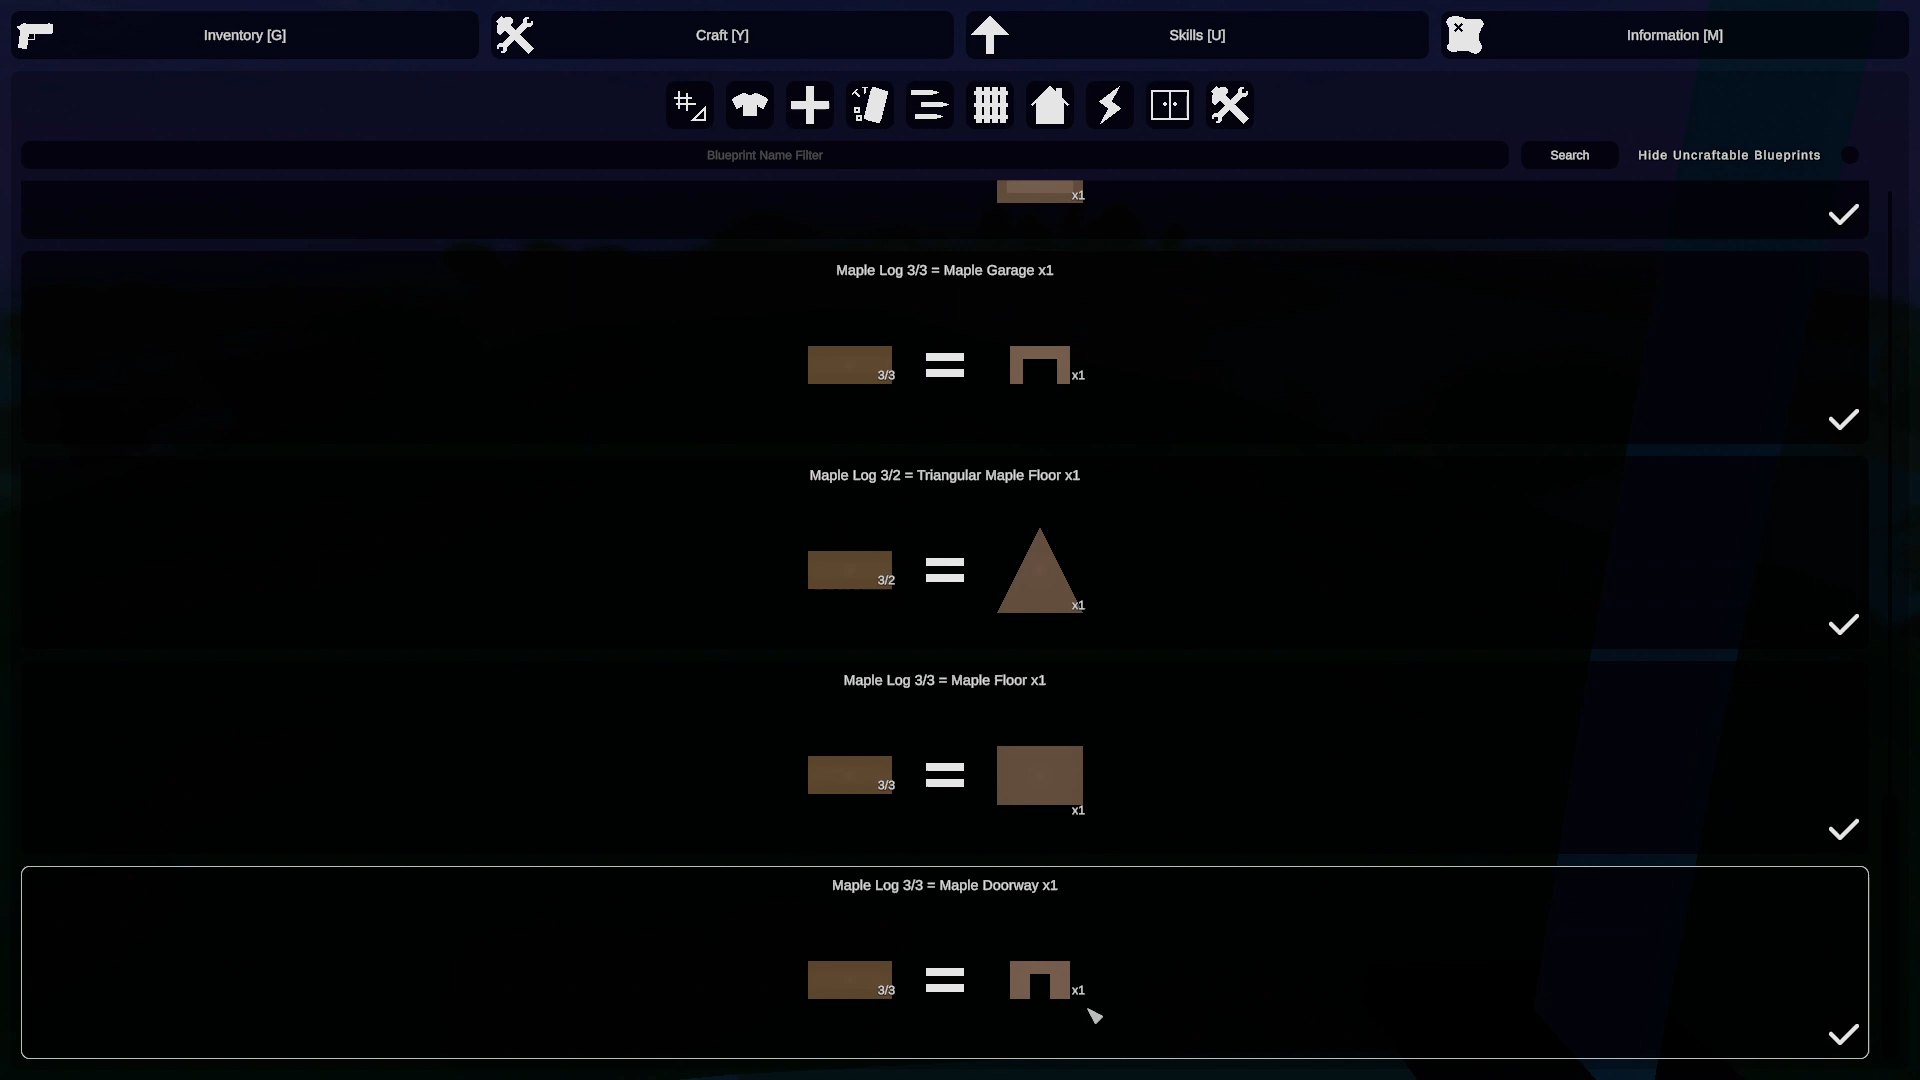 Inventory [G]
Craft [Y]
Skills [U]
Information [M]
Blueprint Name Filter
Search
Hide Uncraftable Blueprints
x1
Maple Log 3/3 = Maple Garage x1
3/3
x1
Maple Log 3/2 = Triangular Maple Floor x1
3/2
x1
Maple Log 3/3 = Maple Floor x1
3/3
x1
Maple Log 3/3 = Maple Doorway x1
3/3
x1